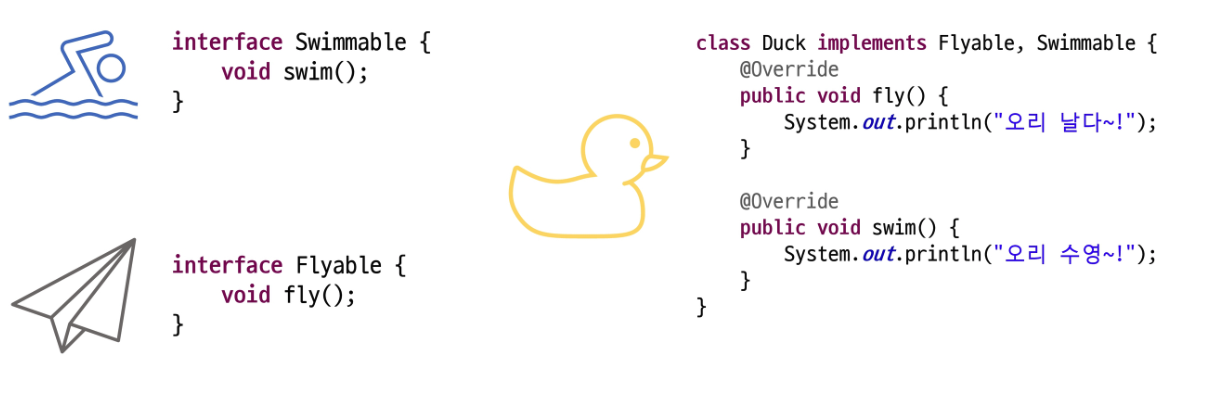 interface Swimmable {
    void swim();
}
interface Flyable {
    void fly();
}
class Duck implements Flyable, Swimmable {
    @Override
    public void fly() {
        System.out.println("오리 날다~!");
    }
    @Override
    public void swim() {
        System.out.println("오리 수영~!");
    }
}